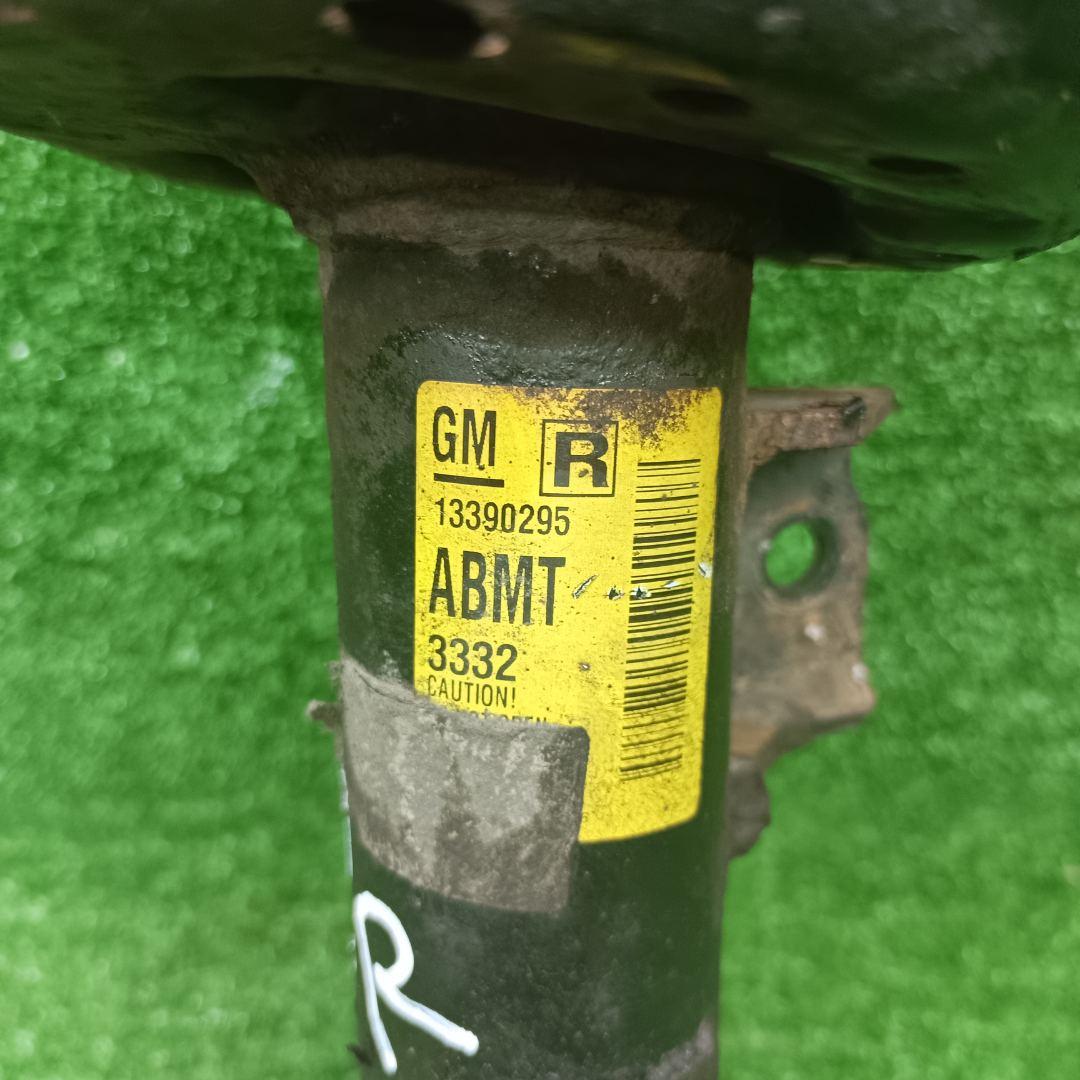 GM R
13390295
ABMT
3332
CAUTION!
R